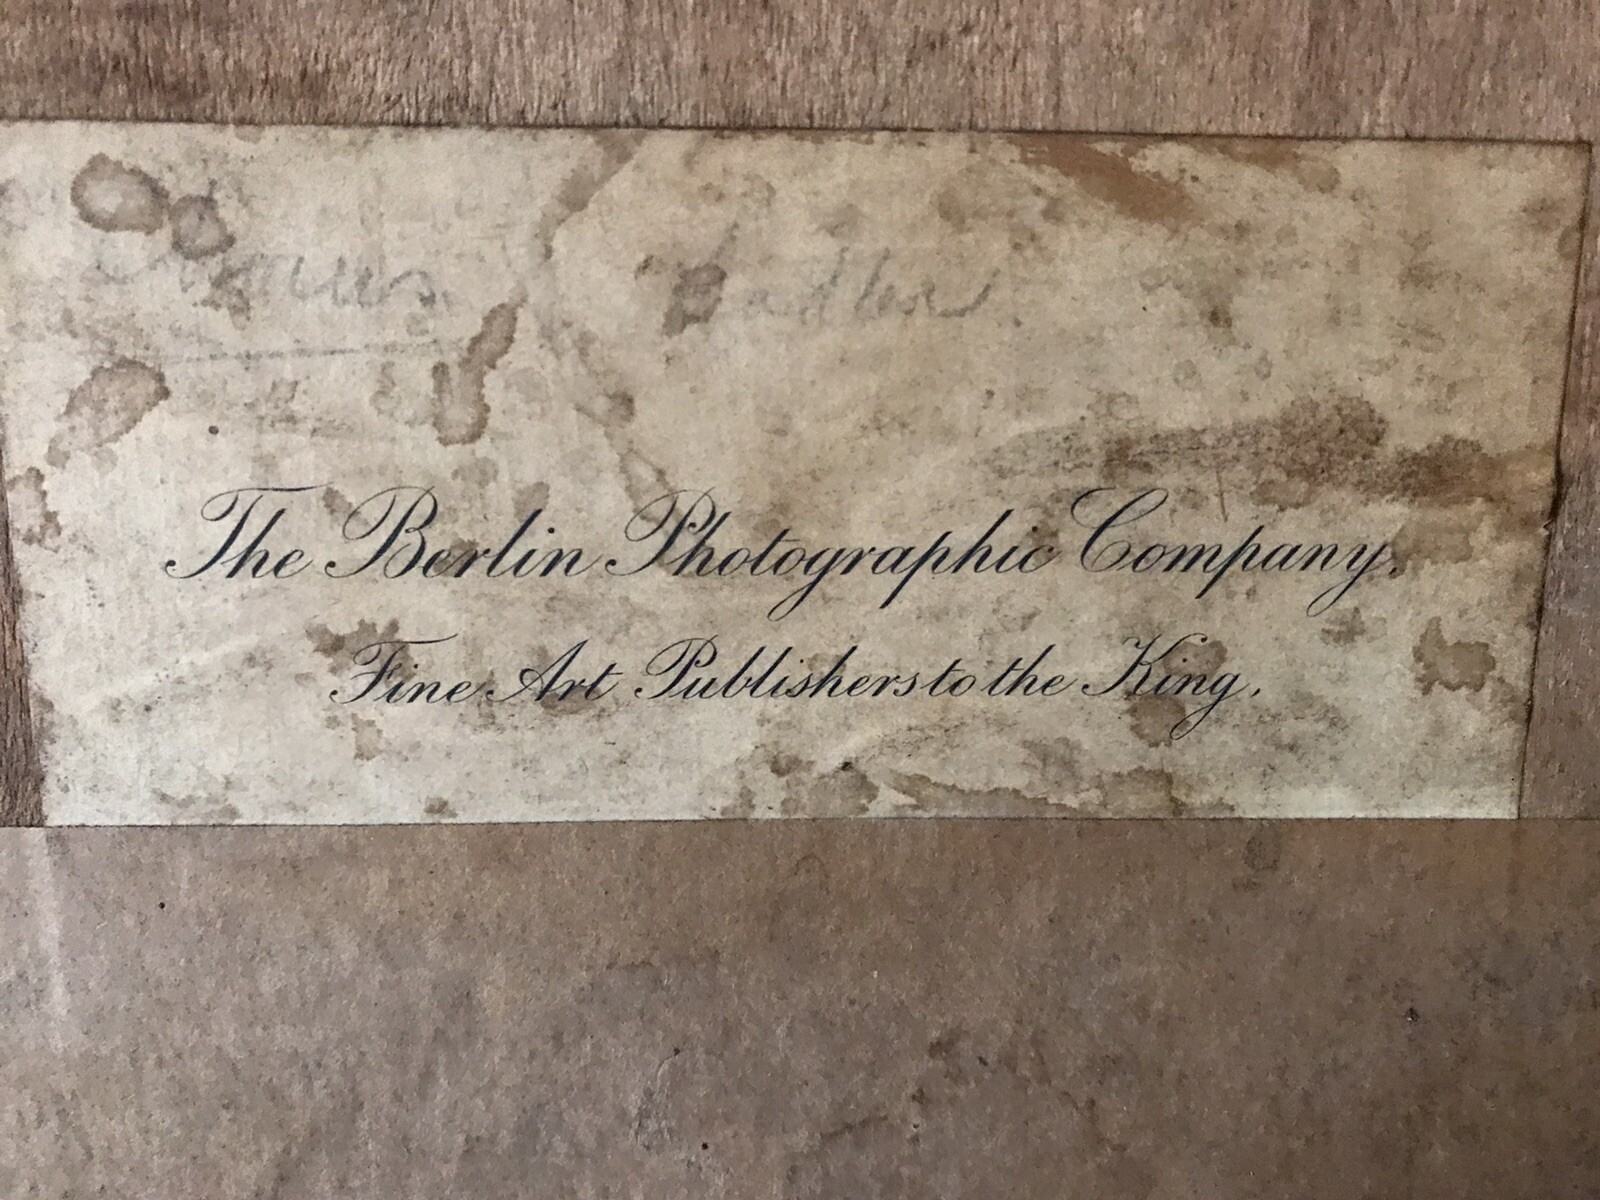 The Berlin Photographic Company.
Fine Art Publishers to the King.